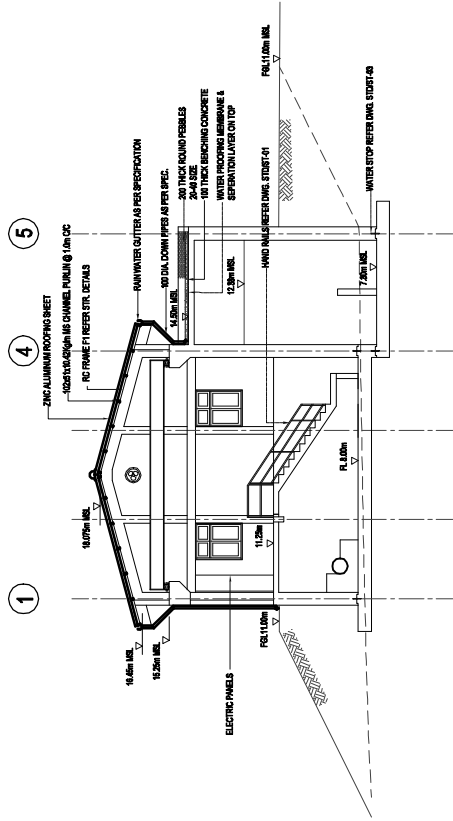 1
4
5
ZINC ALUMINUM ROOFING SHEET
102x51x10.42Kg/m MS CHANNEL PURLIN @ 1.0m C/C
RC FRAME F1 REFER STR. DETAILS
RAIN WATER GUTTER AS PER SPECIFICATION
100 DIA. DOWN PIPES AS PER SPEC.
14.50m MSL
200 THICK ROUND PEBBLES
20-40 SIZE
100 THICK BENCHING CONCRETE
WATER PROOFING MEMBRANE &
SEPERATION LAYER ON TOP
18.075m MSL
16.45m MSL
15.25m MSL
12.59m MSL
HAND RAILS REFER DWG. STD/ST-01
FGL11.00m MSL
11.25m
FGL11.00m
ELECTRIC PANELS
FL 8.00m
7.80m MSL
WATER STOP REFER DWG. STD/ST-03